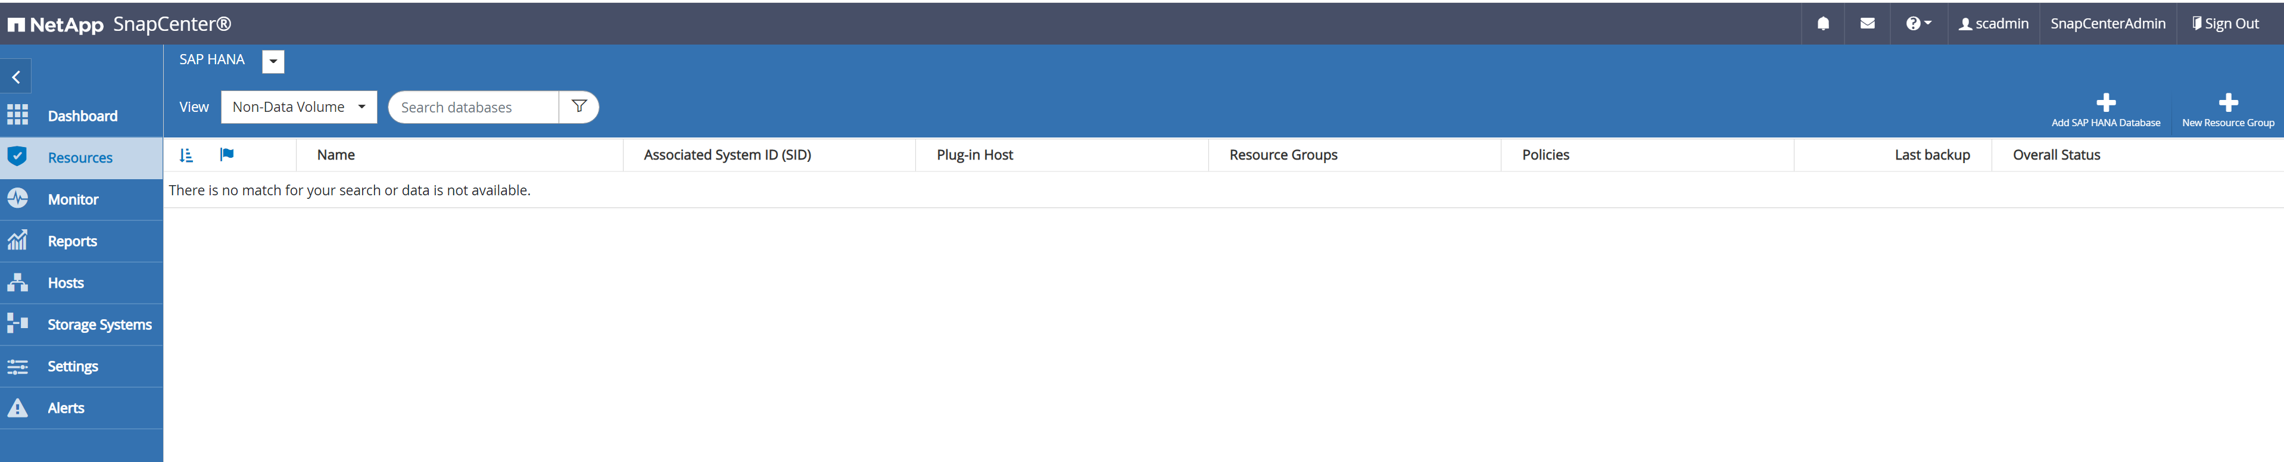 NetApp SnapCenter® scadmin SnapCenterAdmin Sign Out
SAP HANA
View Non-Data Volume Search databases
Add SAP HANA Database New Resource Group
Dashboard
Resources
Monitor
Reports
Hosts
Storage Systems
Settings
Alerts
Name Associated System ID (SID) Plug-in Host Resource Groups Policies Last backup Overall Status
There is no match for your search or data is not available.